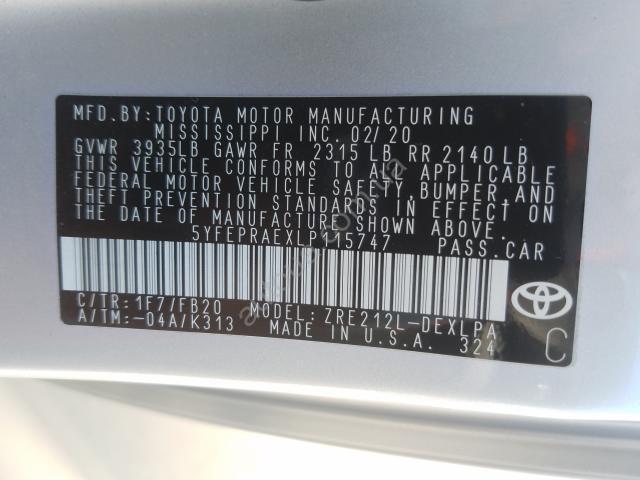 MFD. BY: TOYOTA MOTOR MANUFACTURING
MISSISSIPPI INC. 02/20
GVWR 3935LB GAWR FR 2315 LB RR 2140 LB
THIS VEHICLE CONFORMS TO ALL APPLICABLE
FEDERAL MOTOR VEHICLE SAFETY, BUMPER, AND
THEFT PREVENTION STANDARDS IN EFFECT ON
THE DATE OF MANUFACTURE SHOWN ABOVE.
5YFEPRAEXLP115747 PASS. CAR
C/TR: 1F7/FB20 MODEL: ZRE212L-DEXLPA
A/TM: -04A/K313 MADE IN U.S.A. 324
C